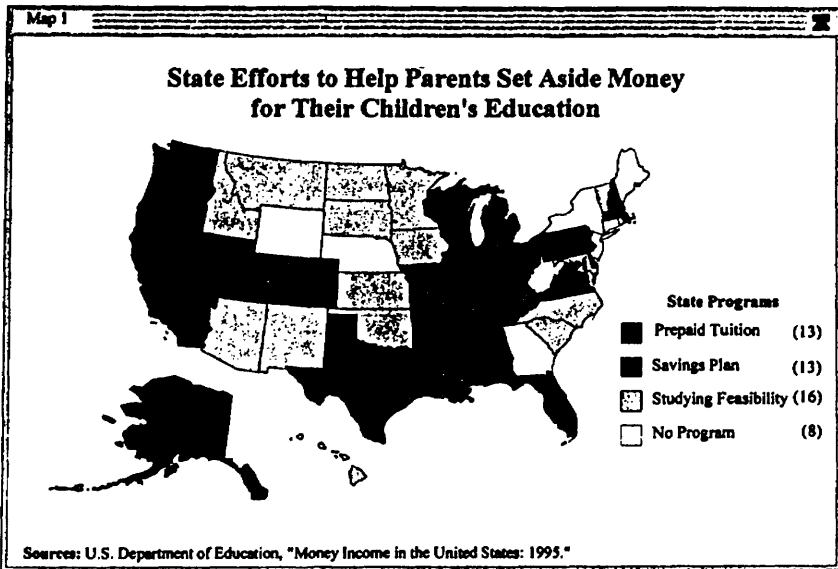 Map 1
State Efforts to Help Parents Set Aside Money
for Their Children's Education
State Programs
Prepaid Tuition (13)
Savings Plan (13)
Studying Feasibility (16)
No Program (8)
Sources: U.S. Department of Education, "Money Income in the United States: 1995."